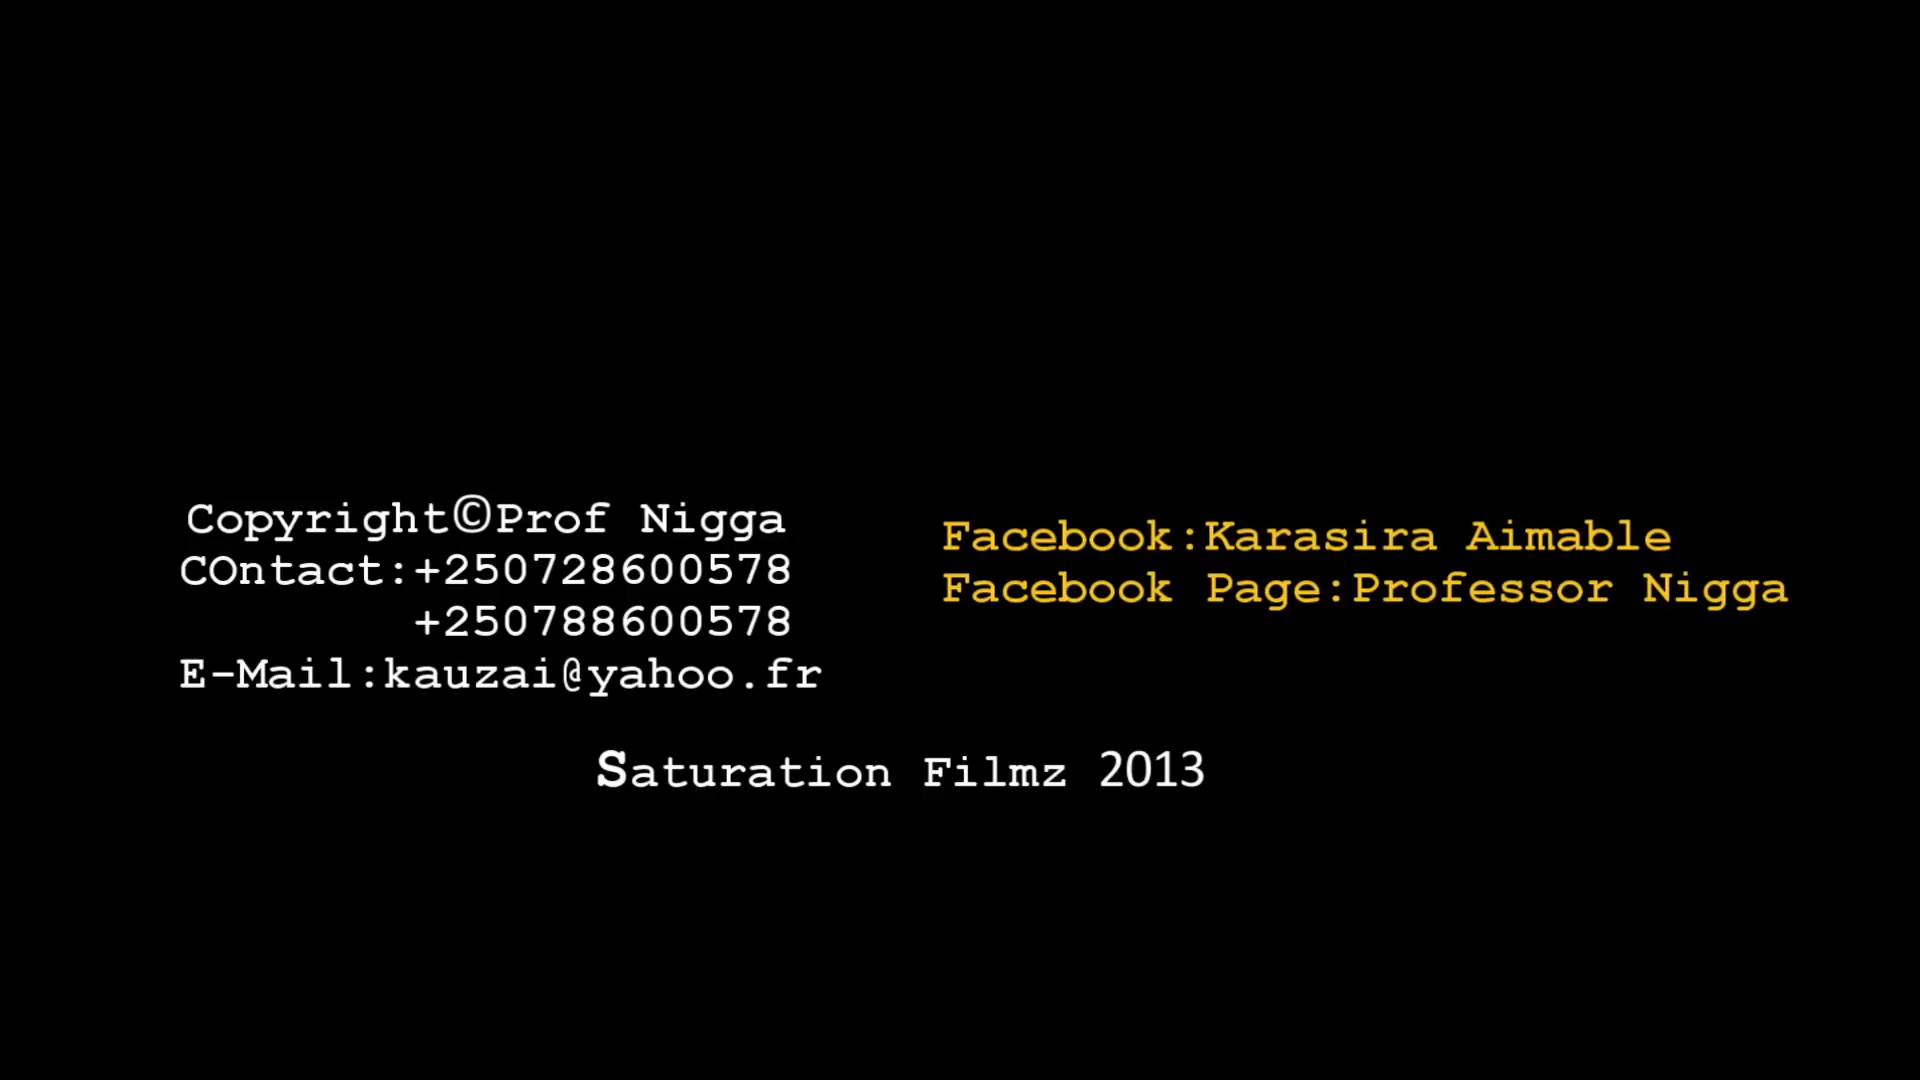 Copyright©Prof Nigga
COntact:+250728600578
+250788600578
E-Mail:kauzai@yahoo.fr
Facebook:Karasira Aimable
Facebook Page:Professor Nigga
Saturation Filmz 2013